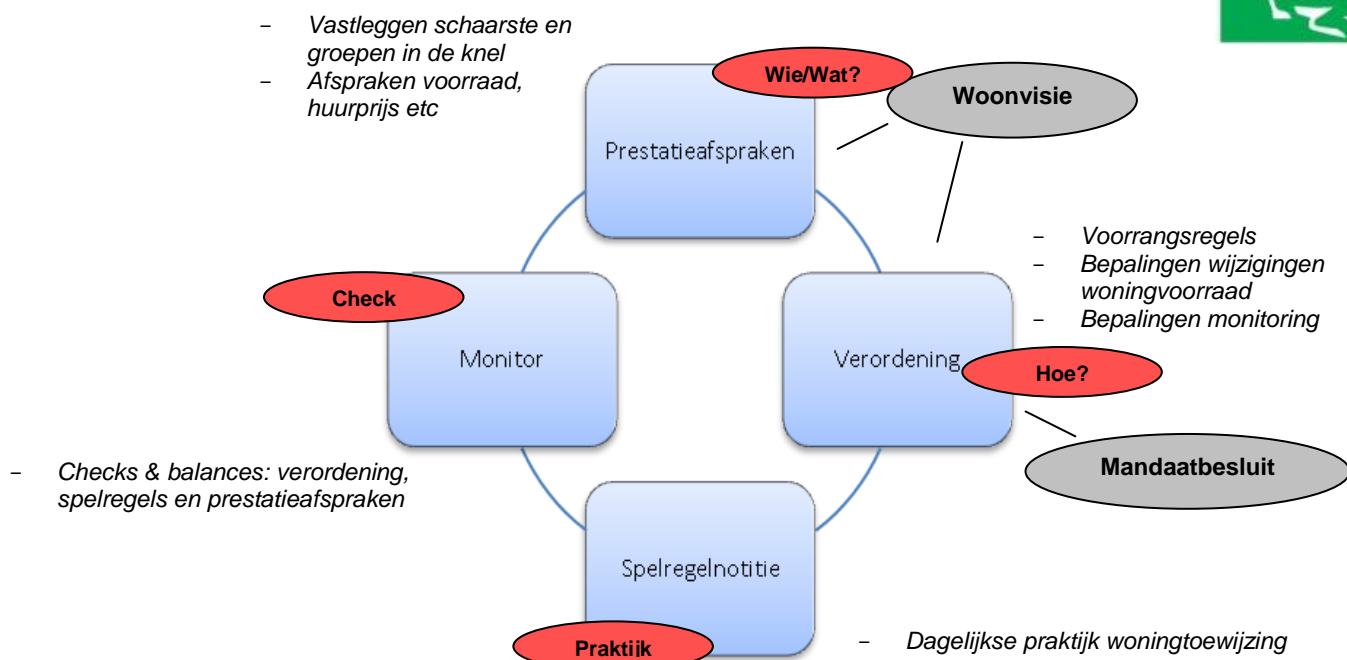 - Vastleggen schaarste en
groepen in de knel
- Afspraken voorraad,
huurprijs etc
Wie/Wat?
Woonvisie
Prestatieafspraken
- Voorrangsregels
- Bepalingen wijzigingen
woningvoorraad
- Bepalingen monitoring
Check
Monitor
Verordening
Hoe?
Mandaatbesluit
- Checks & balances: verordening,
spelregels en prestatieafspraken
Spelregelnotitie
Praktijk
- Dagelijkse praktijk woningtoewijzing